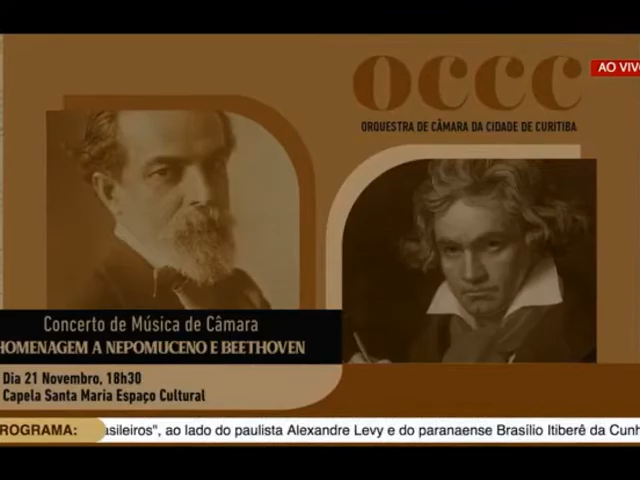 OCCC
AO VIVO
ORQUESTRA DE CÂMARA DA CIDADE DE CURITIBA
Concerto de Música de Câmara
HOMENAGEM A NEPOMUCENO E BEETHOVEN
Dia 21 Novembro, 18h30
Capela Santa Maria Espaço Cultural
PROGRAMA: asileiros", ao lado do paulista Alexandre Levy e do paranaense Brasílio Itiberê da Cunh